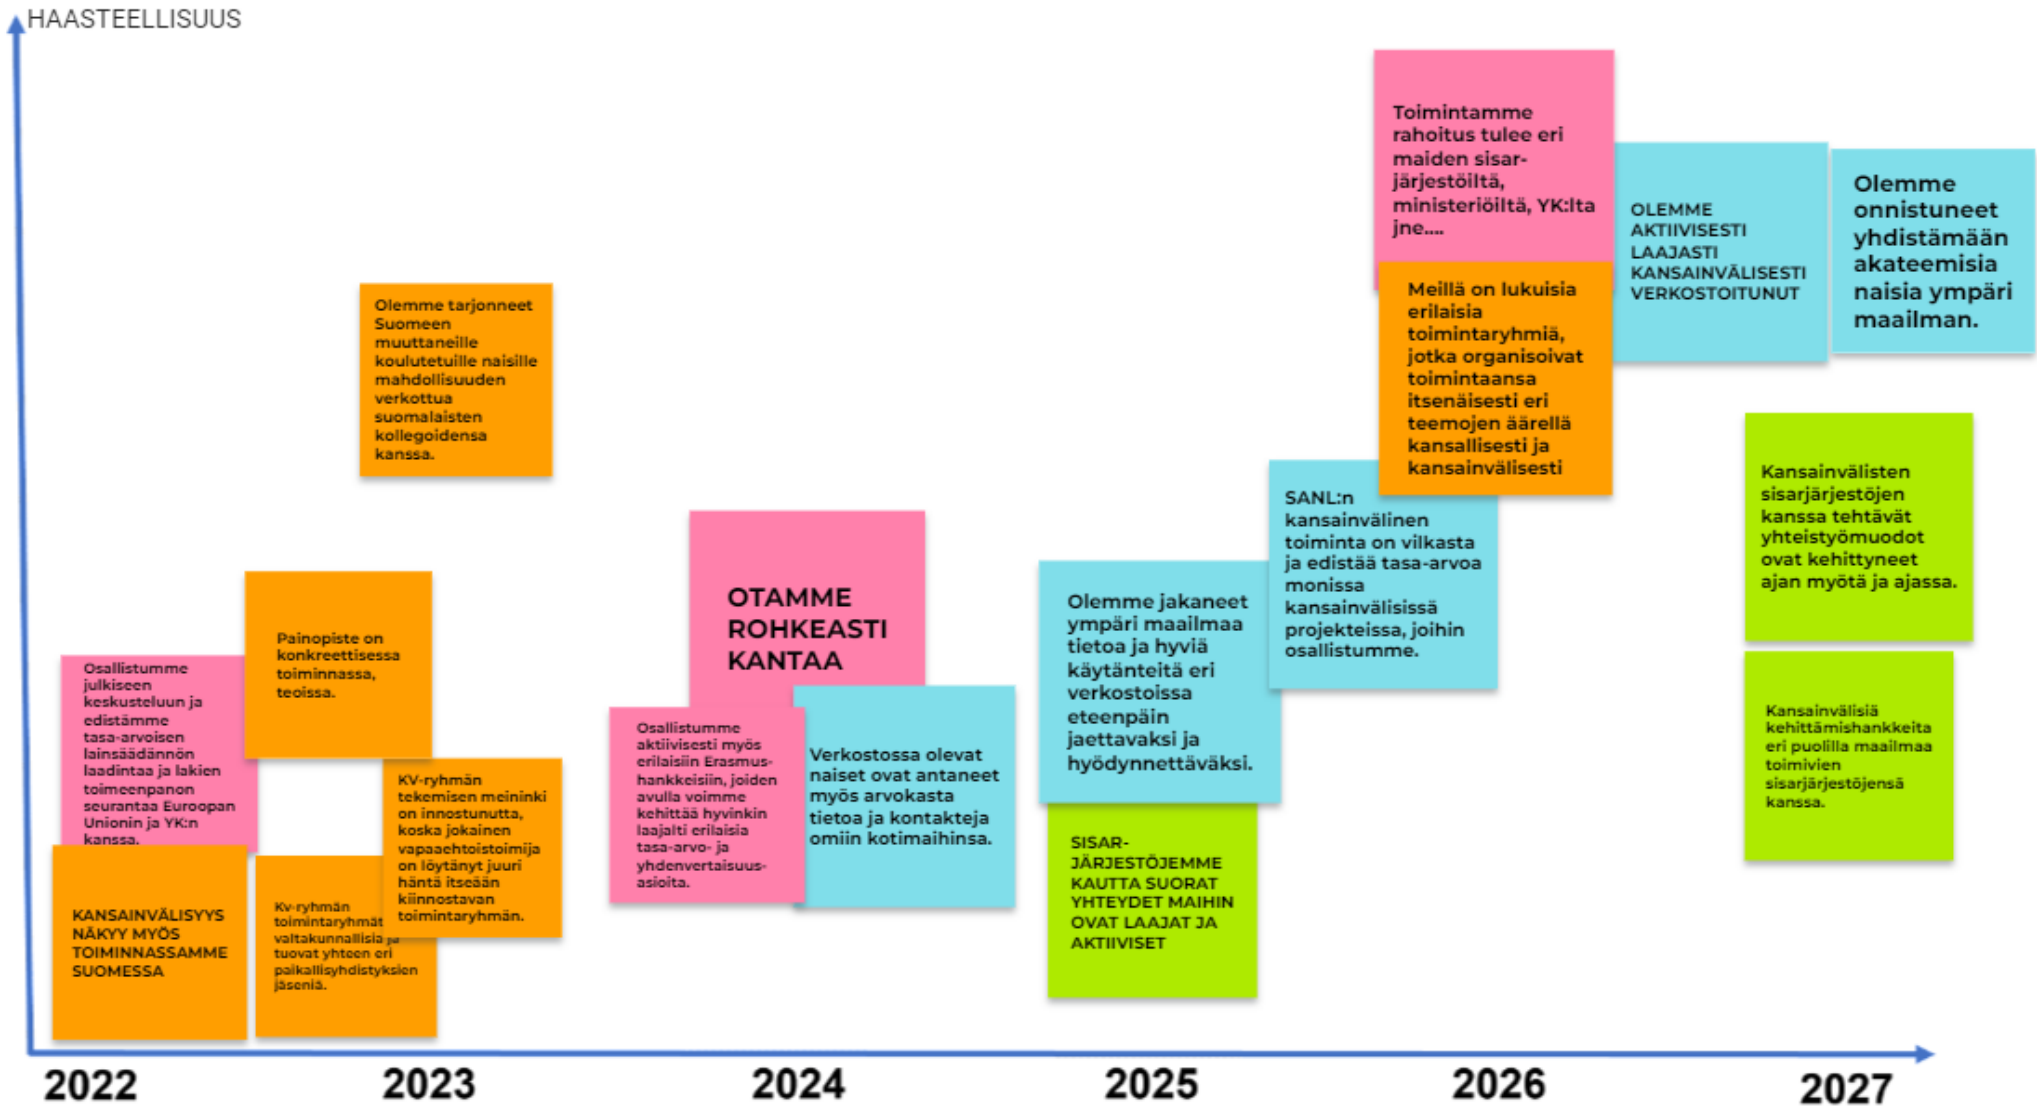 HAASTEELLISUUS
Toimintamme
rahoitus tulee eri
maiden sisar-
järjestöiltä,
ministeriöiltä, YK:lta
jne....
OLEMME
AKTIIVISESTI
LAAJASTI
KANSAINVÄLISESTI
VERKOSTOITUNUT
Olemme
onnistuneet
yhdistämään
akateemisia
naisia ympäri
maailman.
Olemme tarjonneet
Suomeen
muuttaneille
koulutetuille naisille
mahdollisuuden
verkottua
suomalaisten
kollegoidensa
kanssa.
Meillä on lukuisia
erilaisia
toimintaryhmiä,
jotka organisoivat
toimintaansa
itsenäisesti eri
teemojen äärellä
kansallisesti ja
kansainvälisesti
Kansainvälisten
sisarjärjestöjen
kanssa tehtävät
yhteistyömuodot
ovat kehittyneet
ajan myötä ja ajassa.
SANL:n
kansainvälinen
toiminta on vilkasta
ja edistää tasa-arvoa
monissa
kansainvälisissä
projekteissa, joihin
osallistumme.
OTAMME
ROHKEASTI
KANTAA
Olemme jakaneet
ympäri maailmaa
tietoa ja hyviä
käytänteitä eri
verkostoissa
eteenpäin
jaettavaksi ja
hyödynnettäväksi.
Painopiste on
konkreettisessa
toiminnassa,
teoissa.
Osallistumme
julkiseen
keskusteluun ja
edistämme
tasa-arvoisen
lainsäädännön
laadintaa ja lakien
toimeenpanon
seurantaa Euroopan
Unionin ja YK:n
kanssa.
Kansainvälisiä
kehittämishankkeita
eri puolilla maailmaa
toimivien
sisarjärjestöjensä
kanssa.
Osallistumme
aktiivisesti myös
erilaisiin Erasmus-
hankkeisiin, joiden
avulla voimme
kehittää hyvinkin
laajalti erilaisia
tasa-arvo- ja
yhdenvertaisuus-
asioita.
Verkostossa olevat
naiset ovat antaneet
myös arvokasta
tietoa ja kontakteja
omiin kotimaihinsa.
KV-ryhmän
tekemisen meininki
on innostunutta,
koska jokainen
vapaaehtoistoimija
on löytänyt juuri
häntä itseään
kiinnostavan
toimintaryhmän.
SISAR-
JÄRJESTÖJEMME
KAUTTA SUORAT
YHTEYDET MAIHIN
OVAT LAAJAT JA
AKTIIVISET
KANSAINVÄLISYYS
NÄKYY MYÖS
TOIMINNASSAMME
SUOMESSA
Kv-ryhmän
toimintaryhmät
valtakunnallisia ja
tuovat yhteen eri
paikallisyhdistyksien
jäseniä.
2022 2023 2024 2025 2026 2027